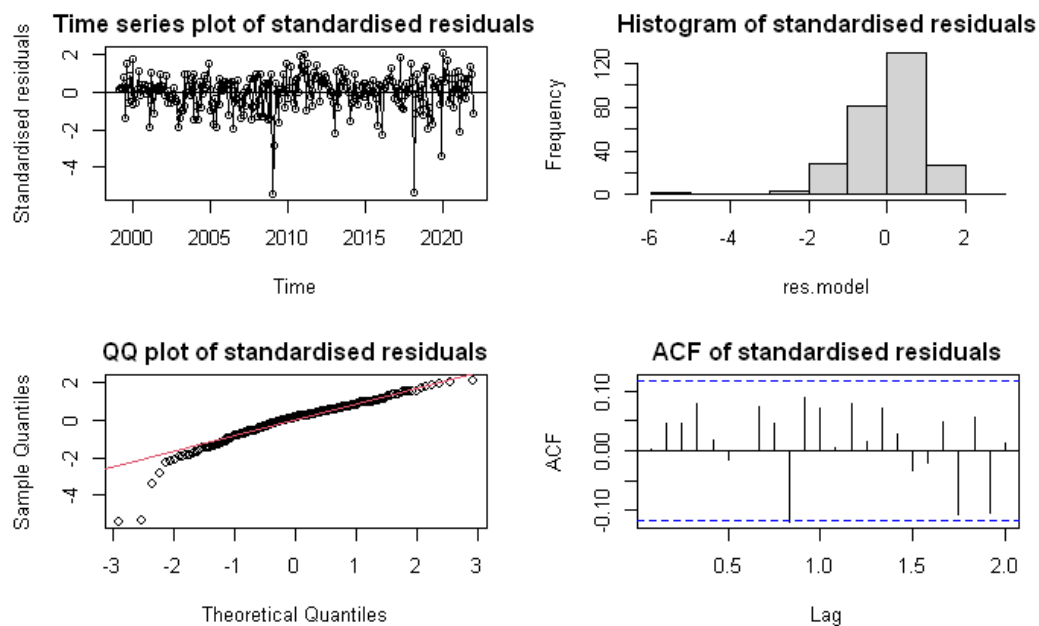 Time series plot of standardised residuals
Standardised residuals
2
0
-2
-4
2000 2005 2010 2015 2020
Time
Histogram of standardised residuals
Frequency
120
80
40
0
-6 -4 -2 0 2
res.model
QQ plot of standardised residuals
Sample Quantiles
2
0
-2
-4
-3 -2 -1 0 1 2 3
Theoretical Quantiles
ACF of standardised residuals
ACF
0.10
0.00
-0.10
0.5 1.0 1.5 2.0
Lag